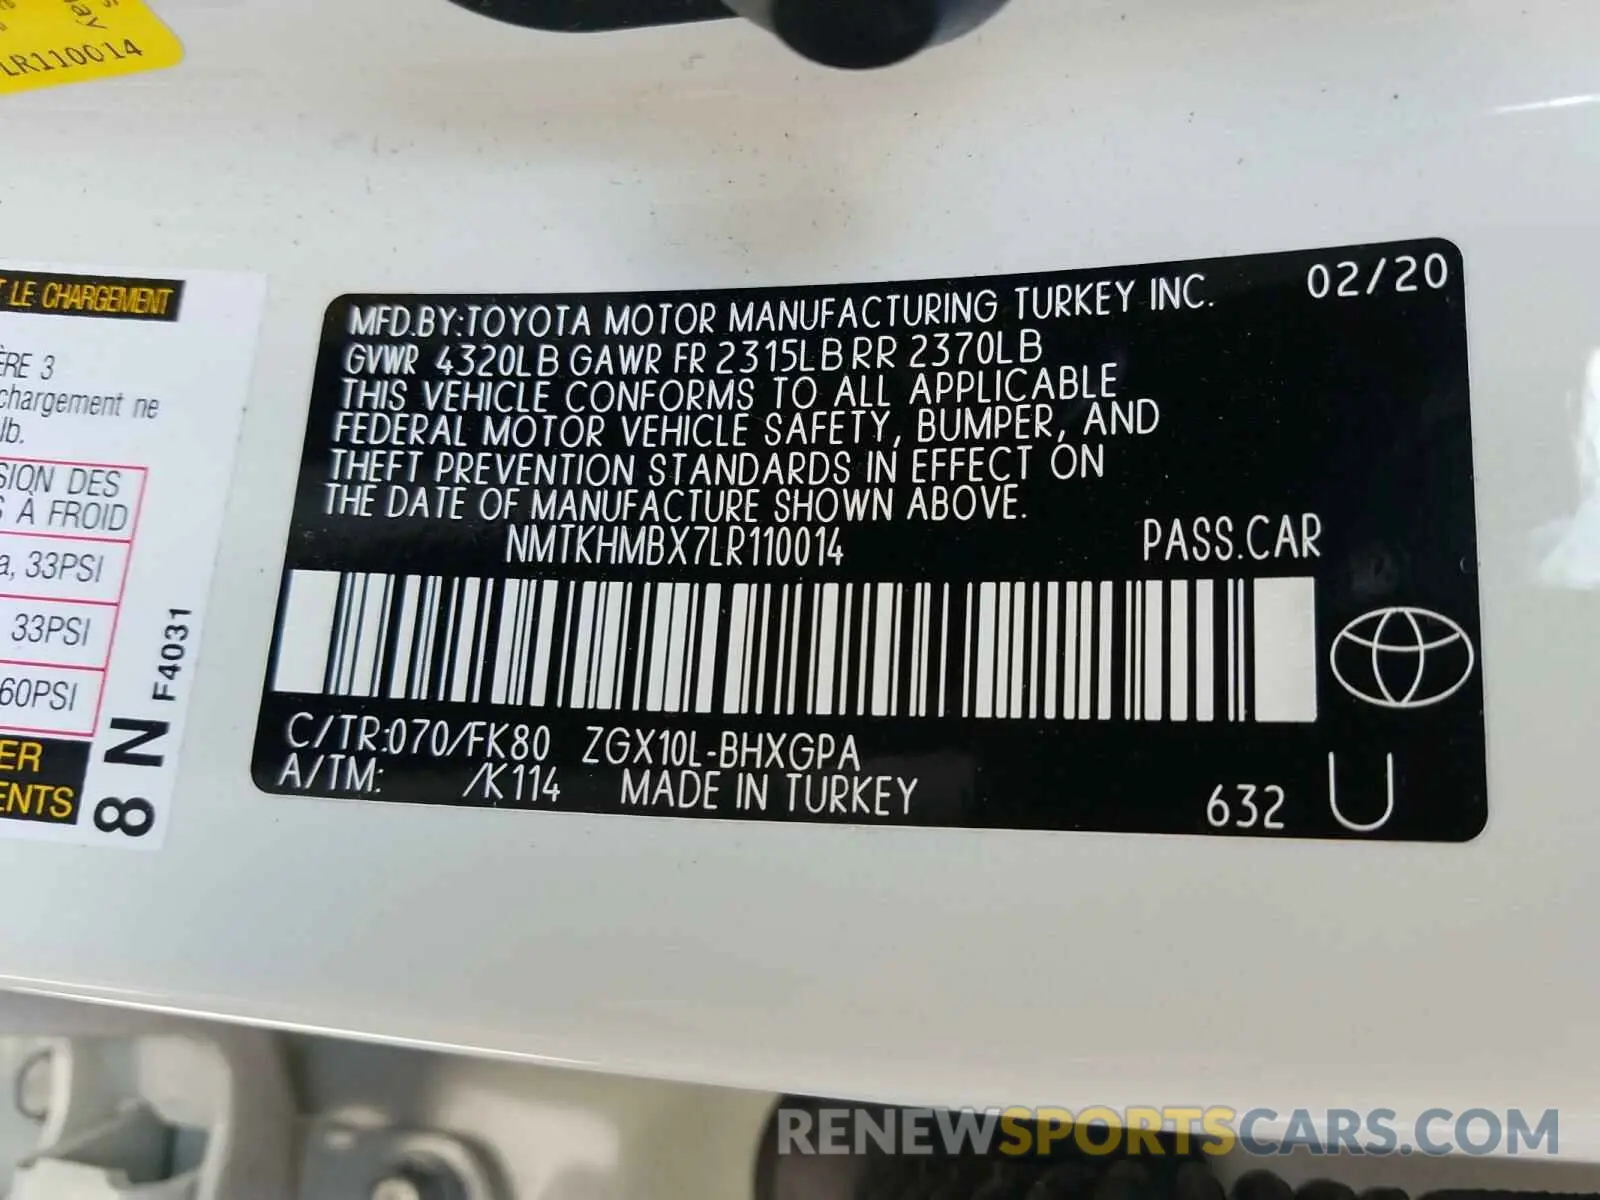 LR110014
T LE CHARGEMENT
ÈRE 3
chargement ne
lb.
SION DES
S À FROID
a, 33PSI
33PSI
60PSI
ER
ENTS
8 N
F4031
MFD.BY:TOYOTA MOTOR MANUFACTURING TURKEY INC. 02/20
GVWR 4320LB GAWR FR 2315LB RR 2370LB
THIS VEHICLE CONFORMS TO ALL APPLICABLE
FEDERAL MOTOR VEHICLE SAFETY, BUMPER, AND
THEFT PREVENTION STANDARDS IN EFFECT ON
THE DATE OF MANUFACTURE SHOWN ABOVE.
NMTKHMBX7LR110014 PASS.CAR
C/TR:070/FK80 ZGX10L-BHXGPA
A/TM: /K114 MADE IN TURKEY 632 U
RENEWSPORTSCARS.COM